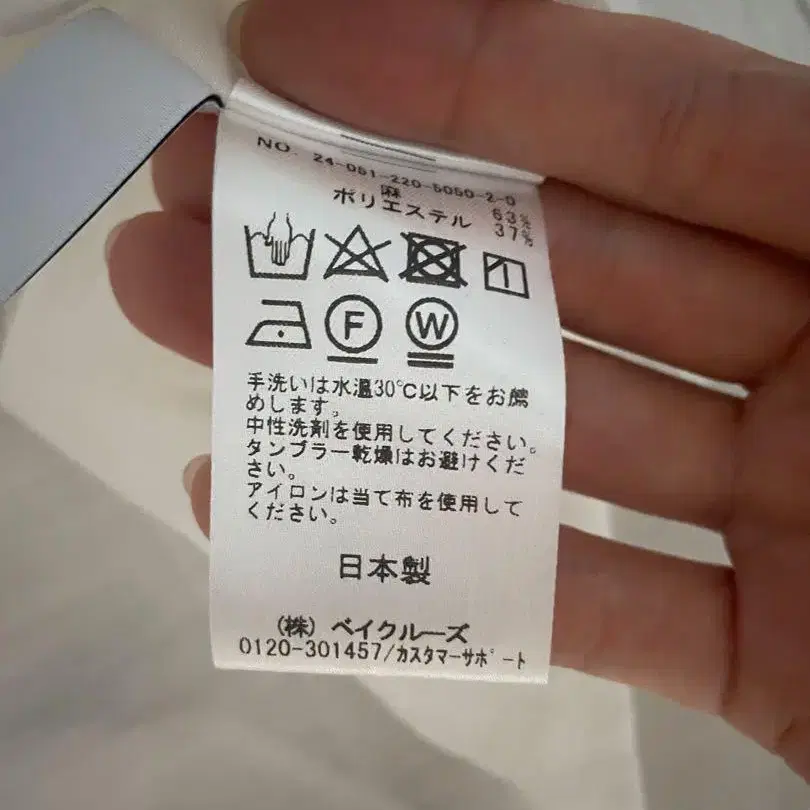 NO. 24-051-220-5050-2-0
麻 63%
ポリエステル 37%
F W
手洗いは水温30℃以下をお薦
めします。
中性洗剤を使用してください。
タンブラー乾燥はお避けくだ
さい。
アイロンは当て布を使用して
ください。
日本製
(株) ベイクルーズ
0120-301457/カスタマーサポート